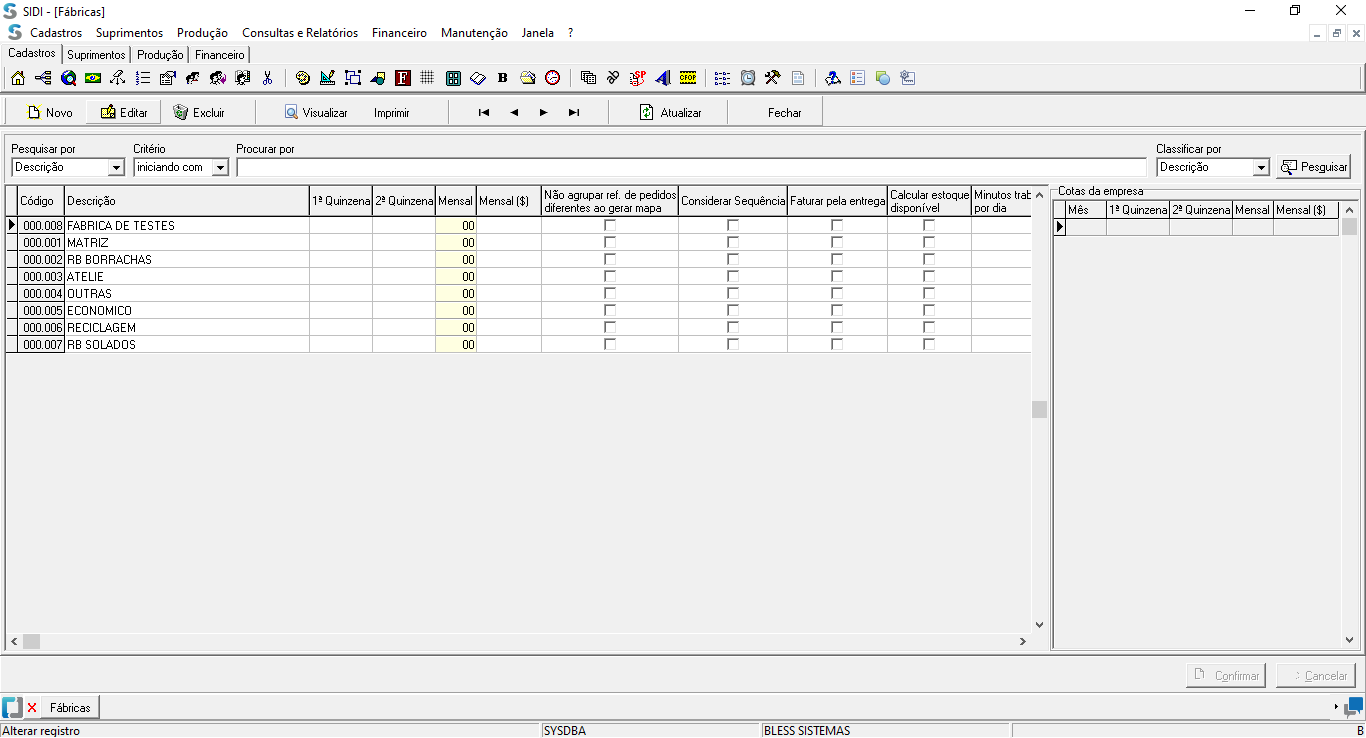 SIDI - [Fábricas]
Cadastros Suprimentos Produção Consultas e Relatórios Financeiro Manutenção Janela ?
Cadastros Suprimentos Produção Financeiro
Novo Editar Excluir Visualizar Imprimir Atualizar Fechar
Pesquisar por Critério Procurar por Classificar por
Descrição iniciando com Descrição Pesquisar
Código Descrição 1ª Quinzena 2ª Quinzena Mensal Mensal ($) Não agrupar ref. de pedidos diferentes ao gerar mapa Considerar Sequência Faturar pela entrega Calcular estoque disponível Minutos trab por dia
000.008 FABRICA DE TESTES 00
000.001 MATRIZ 00
000.002 RB BORRACHAS 00
000.003 ATELIE 00
000.004 OUTRAS 00
000.005 ECONOMICO 00
000.006 RECICLAGEM 00
000.007 RB SOLADOS 00
Cotas da empresa
Mês 1ª Quinzena 2ª Quinzena Mensal Mensal ($)
Confirmar Cancelar
Fábricas
Alterar registro SYSDBA BLESS SISTEMAS B